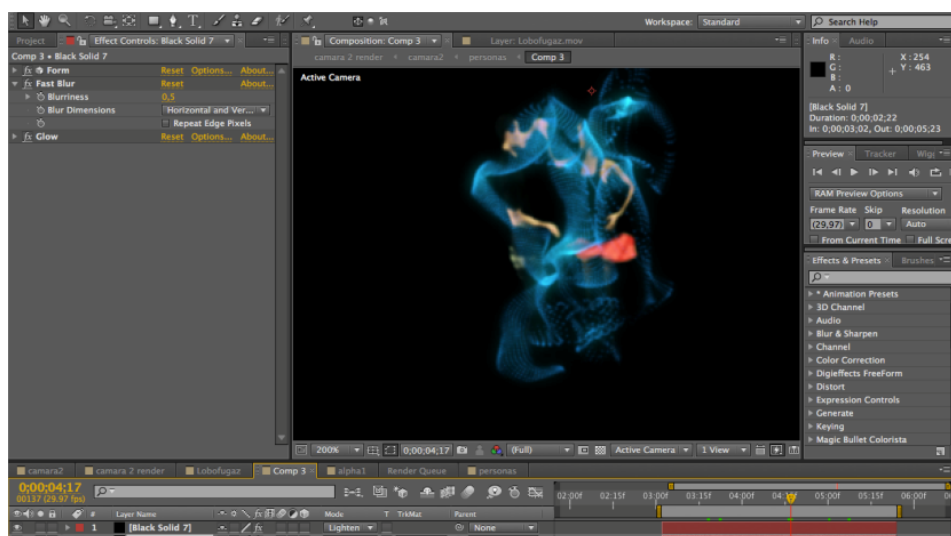 Workspace: Standard
Search Help
Project
Effect Controls: Black Solid 7
Composition: Comp 3
Layer: Lobofugaz.mov
Info
Audio
Comp 3 • Black Solid 7
camara 2 render
camara2
personas
Comp 3
fx Form Reset Options... About...
fx Fast Blur Reset About...
Blurriness 0,5
Blur Dimensions Horizontal and Ver...
Repeat Edge Pixels
fx Glow Reset Options... About...
Active Camera
R:
G:
B:
A: 0
X: 254
Y: 463
[Black Solid 7]
Duration: 0;00;02;22
In: 0;00;03;02, Out: 0;00;05;23
Preview
Tracker
RAM Preview Options
Frame Rate Skip Resolution
(29,97) 0 Auto
From Current Time Full Scre
Effects & Presets
Brushes
* Animation Presets
3D Channel
Audio
Blur & Sharpen
Channel
Color Correction
Digieffects FreeForm
Distort
Expression Controls
Generate
Keying
Magic Bullet Colorista
200% 0;00;04;17 (Full) Active Camera 1 View
camara2
camara 2 render
Lobofugaz
Comp 3
alpha1
Render Queue
personas
0;00;04;17
00137 (29.97 fps)
02:00f 02:15f 03:00f 03:15f 04:00f 04: 05:00f 05:15f 06:00f
# Layer Name fx Mode T TrkMat Parent
1 [Black Solid 7] fx Lighten None